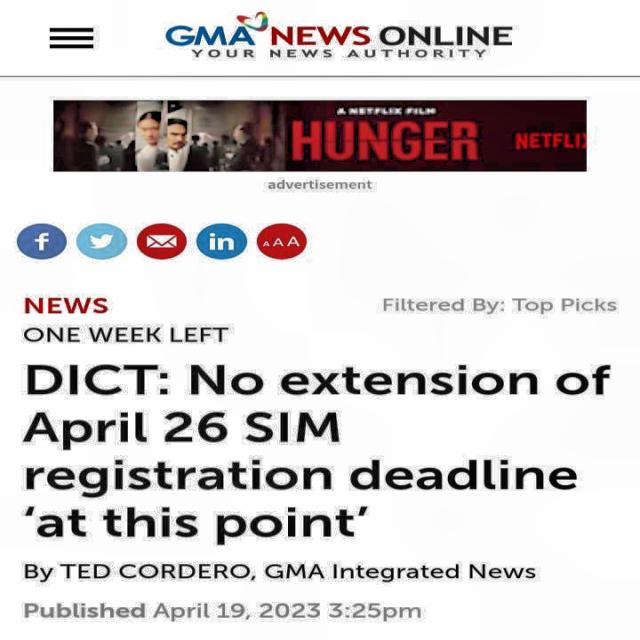 GMA NEWS ONLINE
YOUR NEWS AUTHORITY
A NETFLIX FILM
HUNGER
NETFLIX
advertisement
f
in
AAA
NEWS
Filtered By: Top Picks
ONE WEEK LEFT
DICT: No extension of
April 26 SIM
registration deadline
‘at this point’
By TED CORDERO, GMA Integrated News
Published April 19, 2023 3:25pm